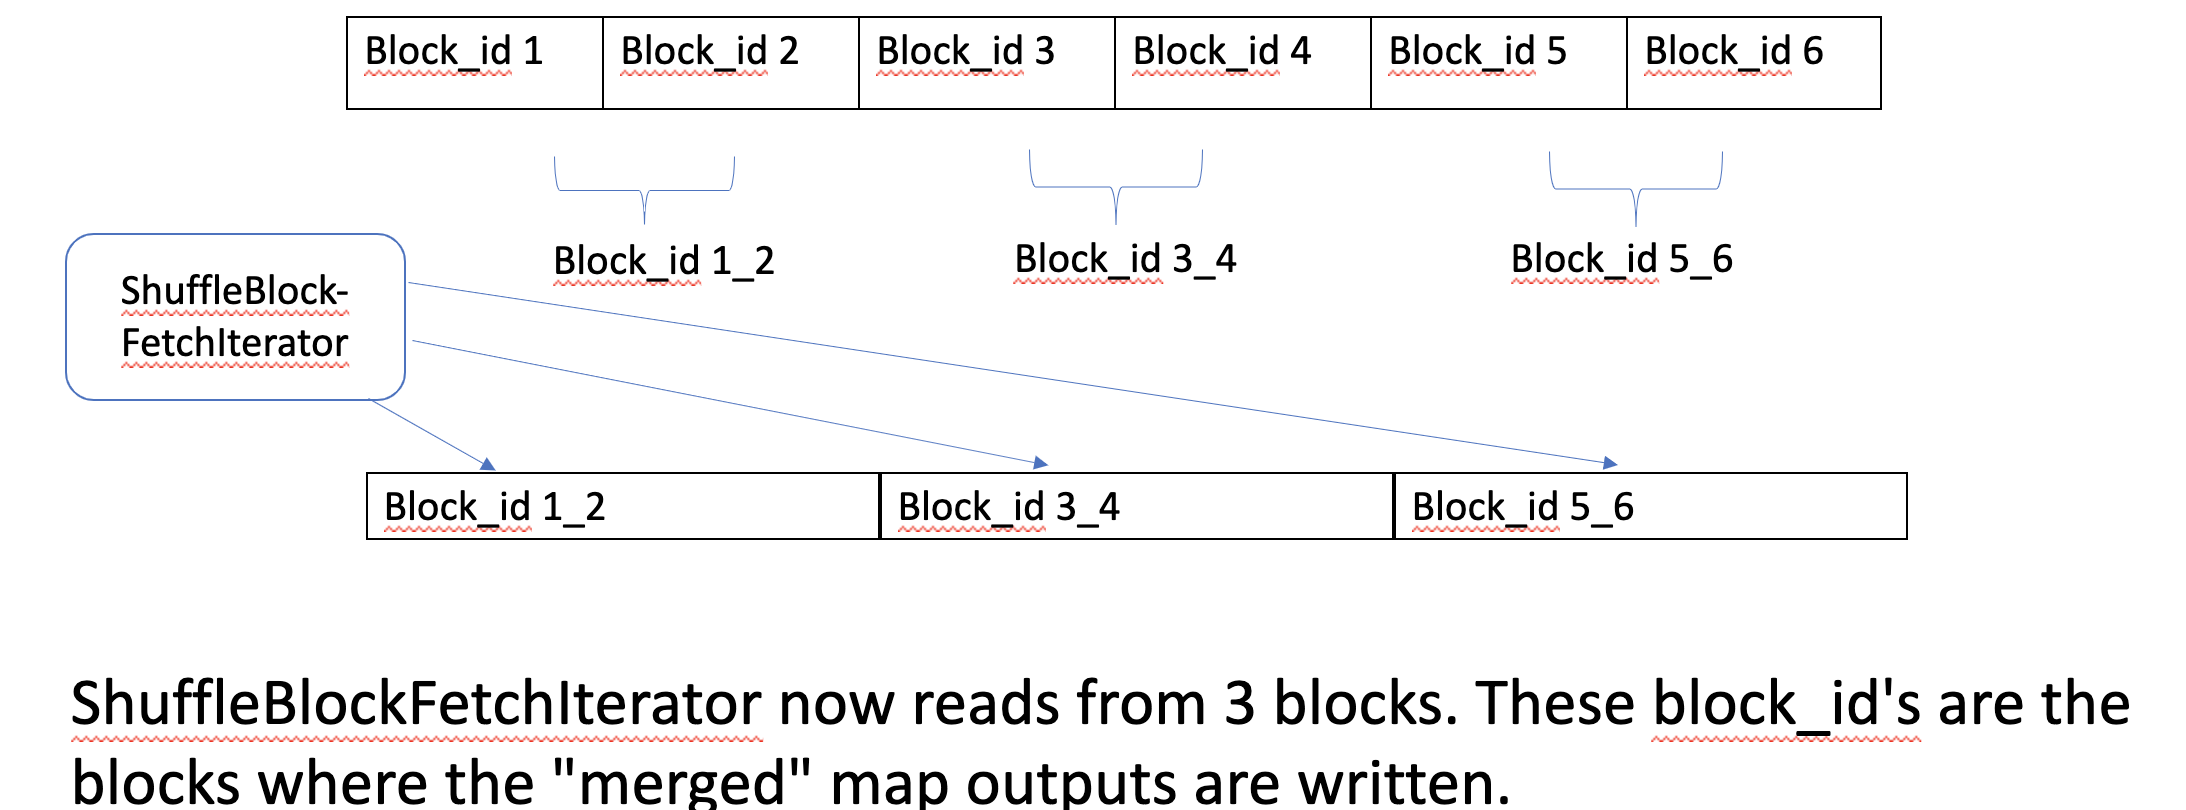 Block_id 1 Block_id 2 Block_id 3 Block_id 4 Block_id 5 Block_id 6
Block_id 1_2 Block_id 3_4 Block_id 5_6
ShuffleBlock-
FetchIterator
Block_id 1_2 Block_id 3_4 Block_id 5_6
ShuffleBlockFetchIterator now reads from 3 blocks. These block_id's are the
blocks where the "merged" map outputs are written.